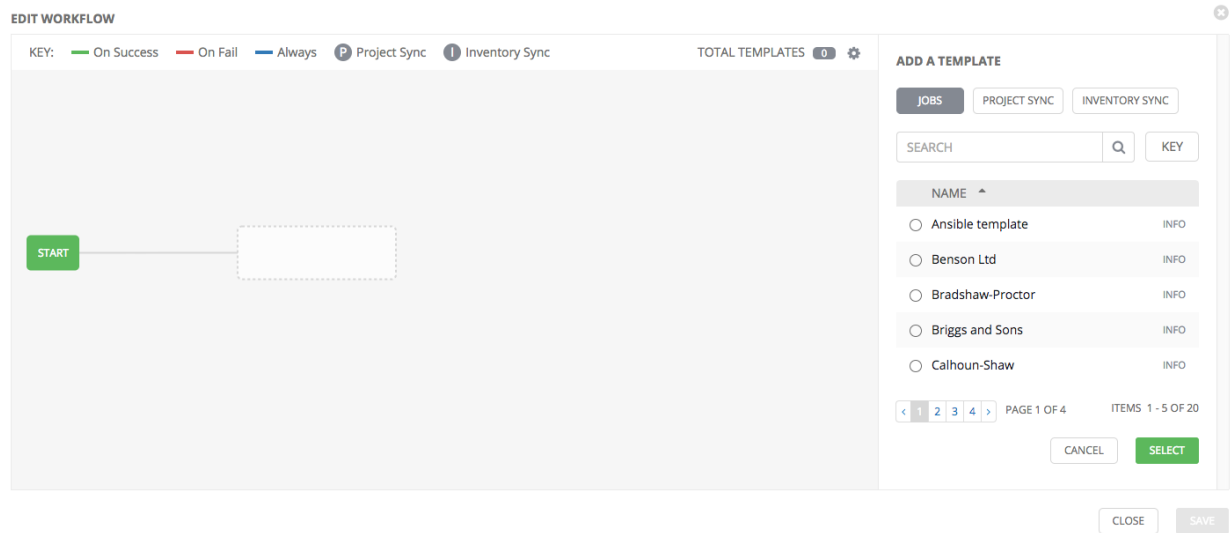 EDIT WORKFLOW
KEY: On Success On Fail Always P Project Sync I Inventory Sync TOTAL TEMPLATES 0
START
ADD A TEMPLATE
JOBS PROJECT SYNC INVENTORY SYNC
SEARCH KEY
NAME
Ansible template INFO
Benson Ltd INFO
Bradshaw-Proctor INFO
Briggs and Sons INFO
Calhoun-Shaw INFO
< 1 2 3 4 > PAGE 1 OF 4 ITEMS 1 - 5 OF 20
CANCEL SELECT
CLOSE SAVE